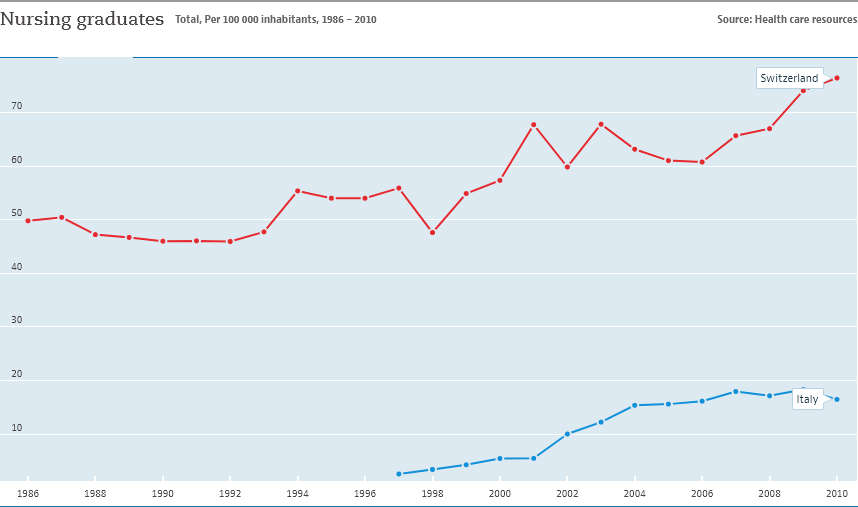 Nursing graduates Total, Per 100 000 inhabitants, 1986 – 2010 Source: Health care resources
Switzerland
70
60
50
40
30
20
Italy
10
1986 1988 1990 1992 1994 1996 1998 2000 2002 2004 2006 2008 2010